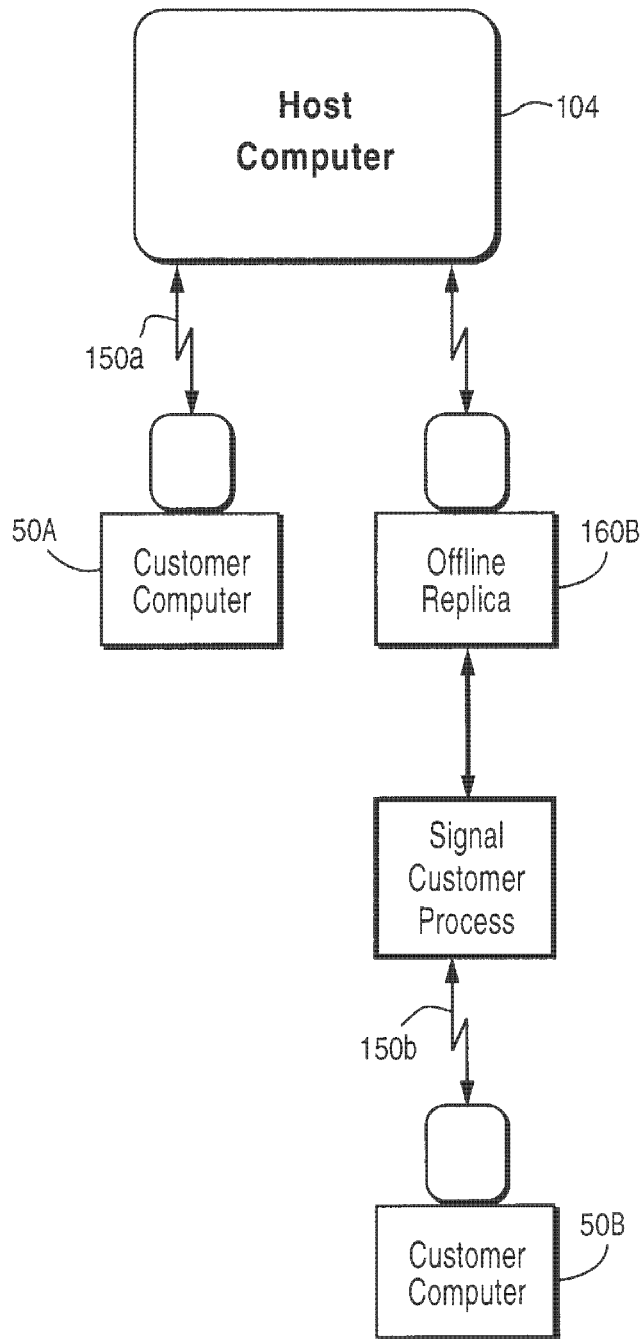 Host
Computer
104
150a
50A
Customer
Computer
Offline
Replica
160B
Signal
Customer
Process
150b
50B
Customer
Computer